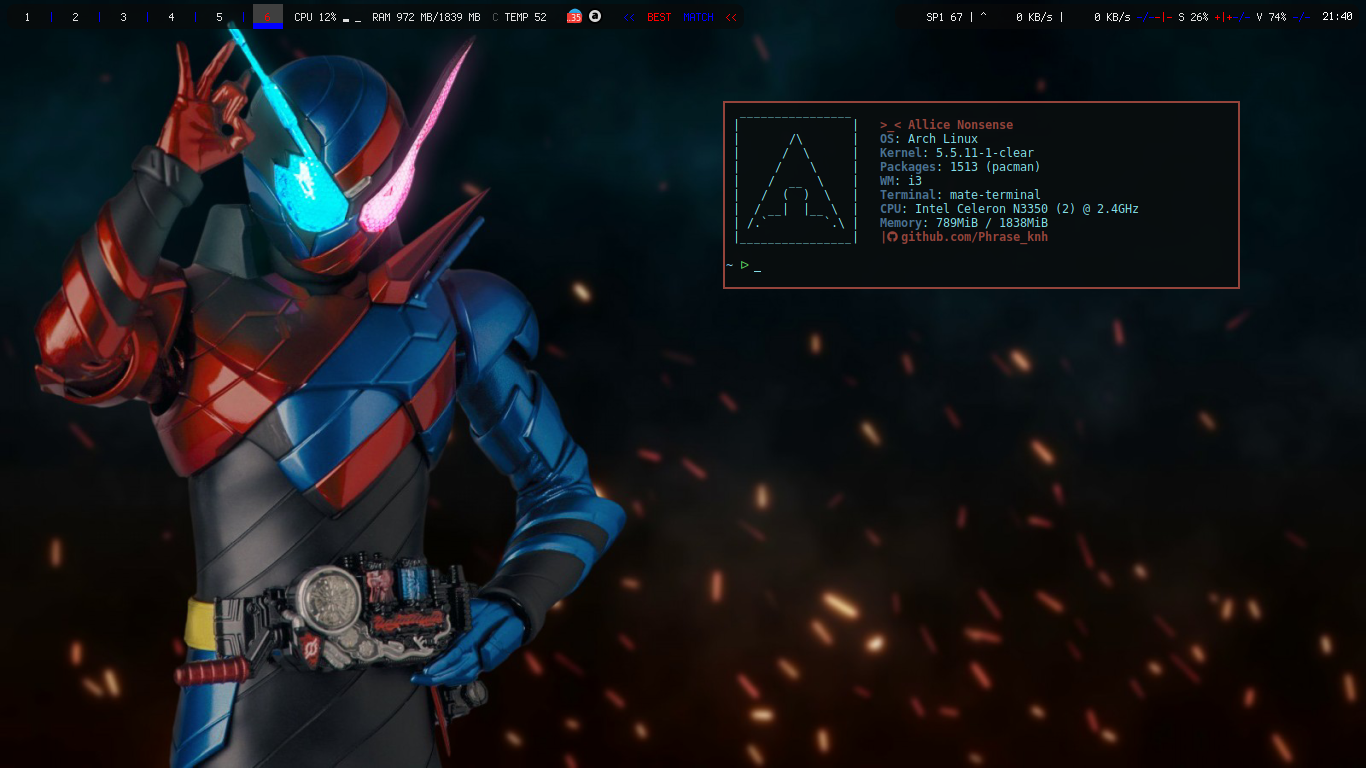 1 | 2 | 3 | 4 | 5 | 6 CPU 12% RAM 972 MB/1839 MB C TEMP 52 35 << BEST MATCH << SP1 67 | ^ 0 KB/s | 0 KB/s -/--|- S 26% +|+-/- V 74% -/- 21:40
>_< Allice Nonsense
OS: Arch Linux
Kernel: 5.5.11-1-clear
Packages: 1513 (pacman)
WM: i3
Terminal: mate-terminal
CPU: Intel Celeron N3350 (2) @ 2.4GHz
Memory: 789MiB / 1838MiB
| github.com/Phrase_knh
~ ▷ _